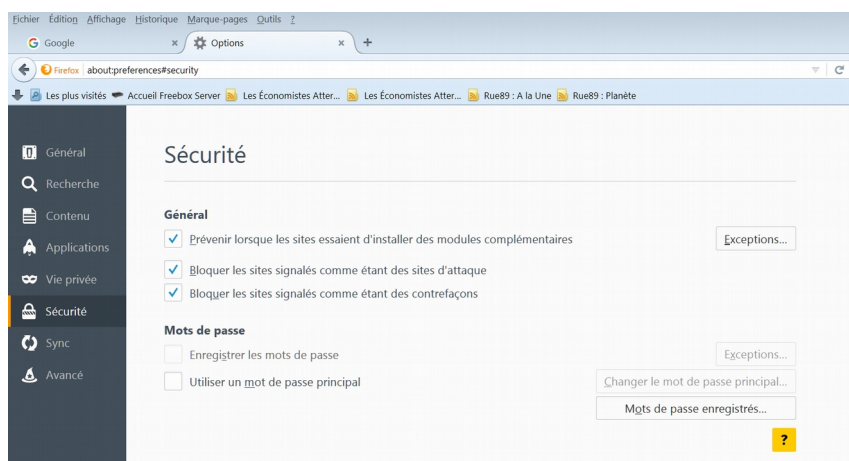 Fichier Édition Affichage Historique Marque-pages Outils ?
Google Options
Firefox about:preferences#security
Les plus visités Accueil Freebox Server Les Économistes Atter... Les Économistes Atter... Rue89 : A la Une Rue89 : Planète
Général
Recherche
Contenu
Applications
Vie privée
Sécurité
Sync
Avancé
Sécurité
Général
Prévenir lorsque les sites essaient d'installer des modules complémentaires Exceptions...
Bloquer les sites signalés comme étant des sites d'attaque
Bloquer les sites signalés comme étant des contrefaçons
Mots de passe
Enregistrer les mots de passe Exceptions...
Utiliser un mot de passe principal Changer le mot de passe principal...
Mots de passe enregistrés...
?